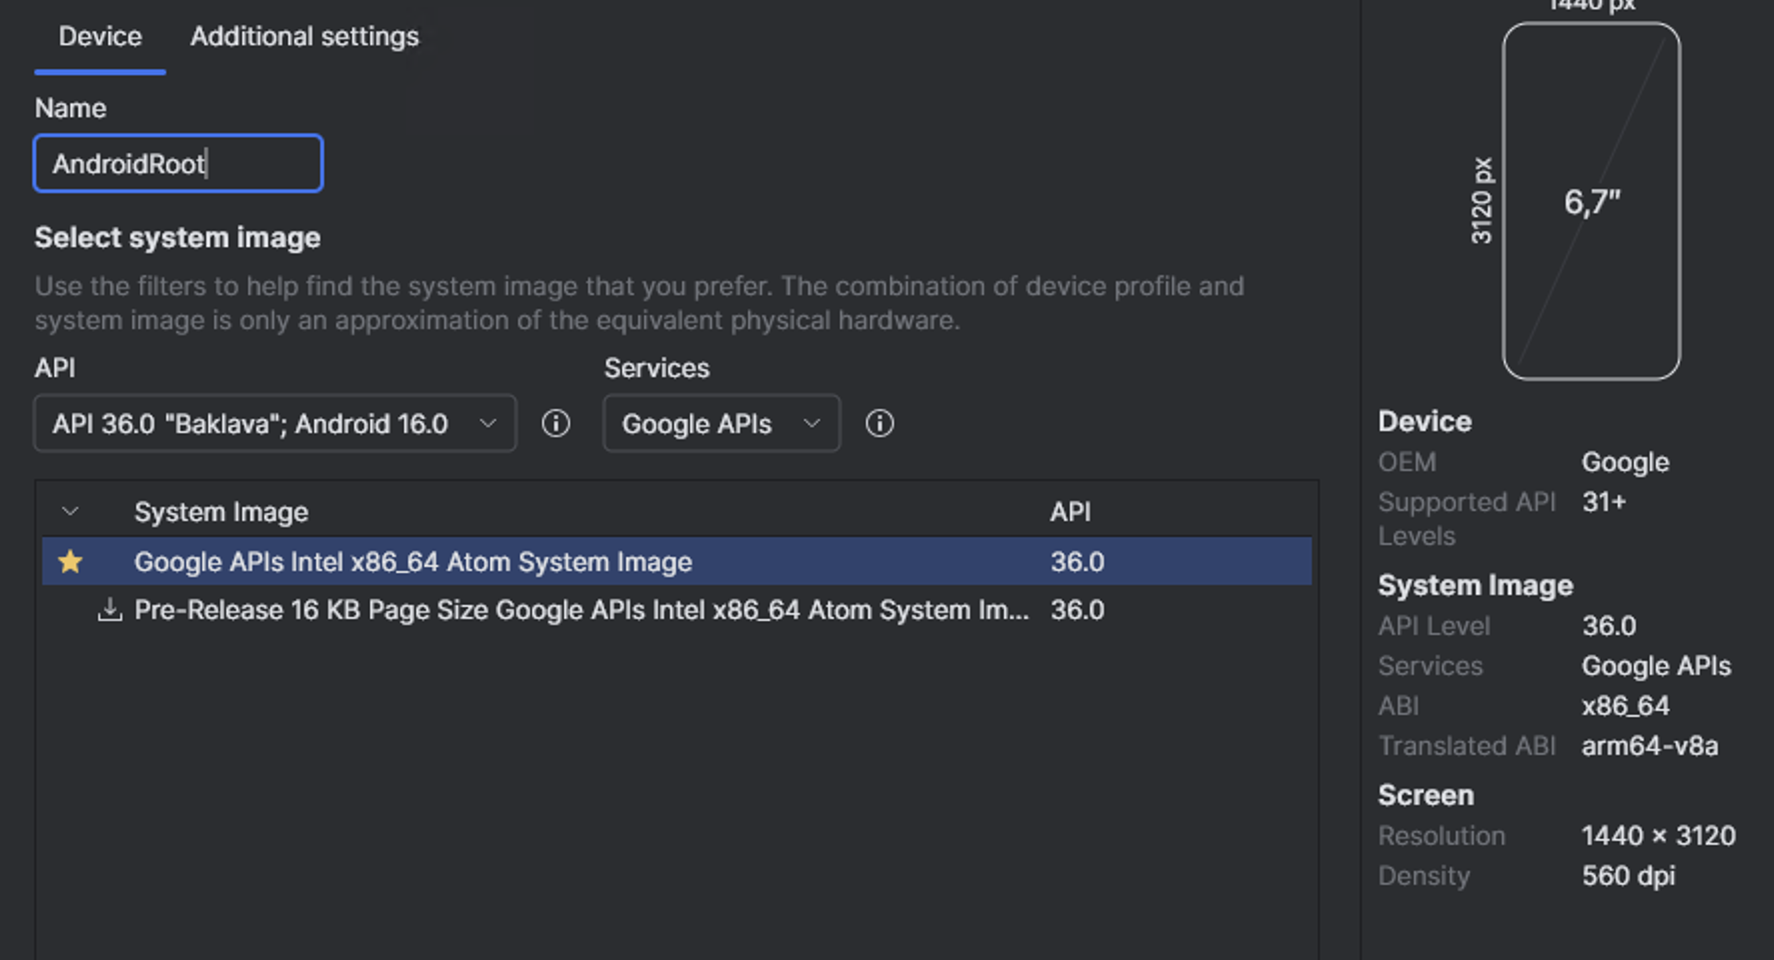 Device Additional settings
Name
AndroidRoot
Select system image
Use the filters to help find the system image that you prefer. The combination of device profile and
system image is only an approximation of the equivalent physical hardware.
API Services
API 36.0 "Baklava"; Android 16.0 Google APIs
System Image API
Google APIs Intel x86_64 Atom System Image 36.0
Pre-Release 16 KB Page Size Google APIs Intel x86_64 Atom System Im... 36.0
1440 px
3120 px
6,7"
Device
OEM Google
Supported API 31+
Levels
System Image
API Level 36.0
Services Google APIs
ABI x86_64
Translated ABI arm64-v8a
Screen
Resolution 1440 × 3120
Density 560 dpi